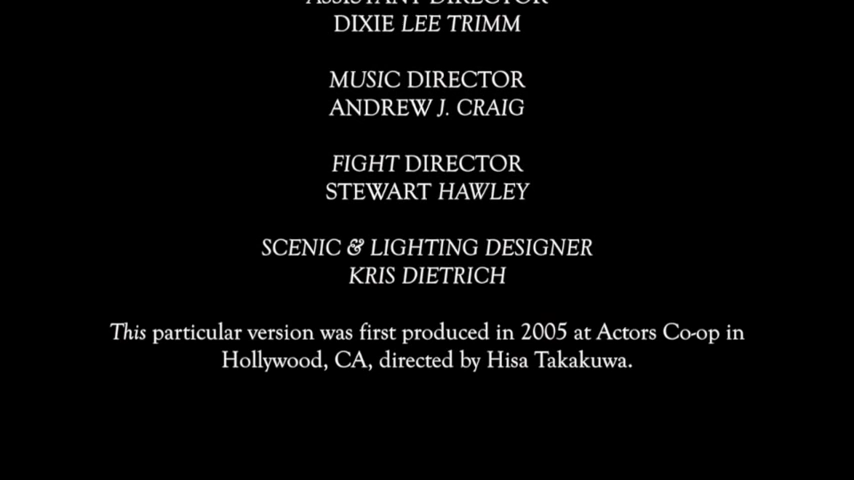 ASSISTANT DIRECTOR
DIXIE LEE TRIMM
MUSIC DIRECTOR
ANDREW J. CRAIG
FIGHT DIRECTOR
STEWART HAWLEY
SCENIC & LIGHTING DESIGNER
KRIS DIETRICH
This particular version was first produced in 2005 at Actors Co-op in
Hollywood, CA, directed by Hisa Takakuwa.